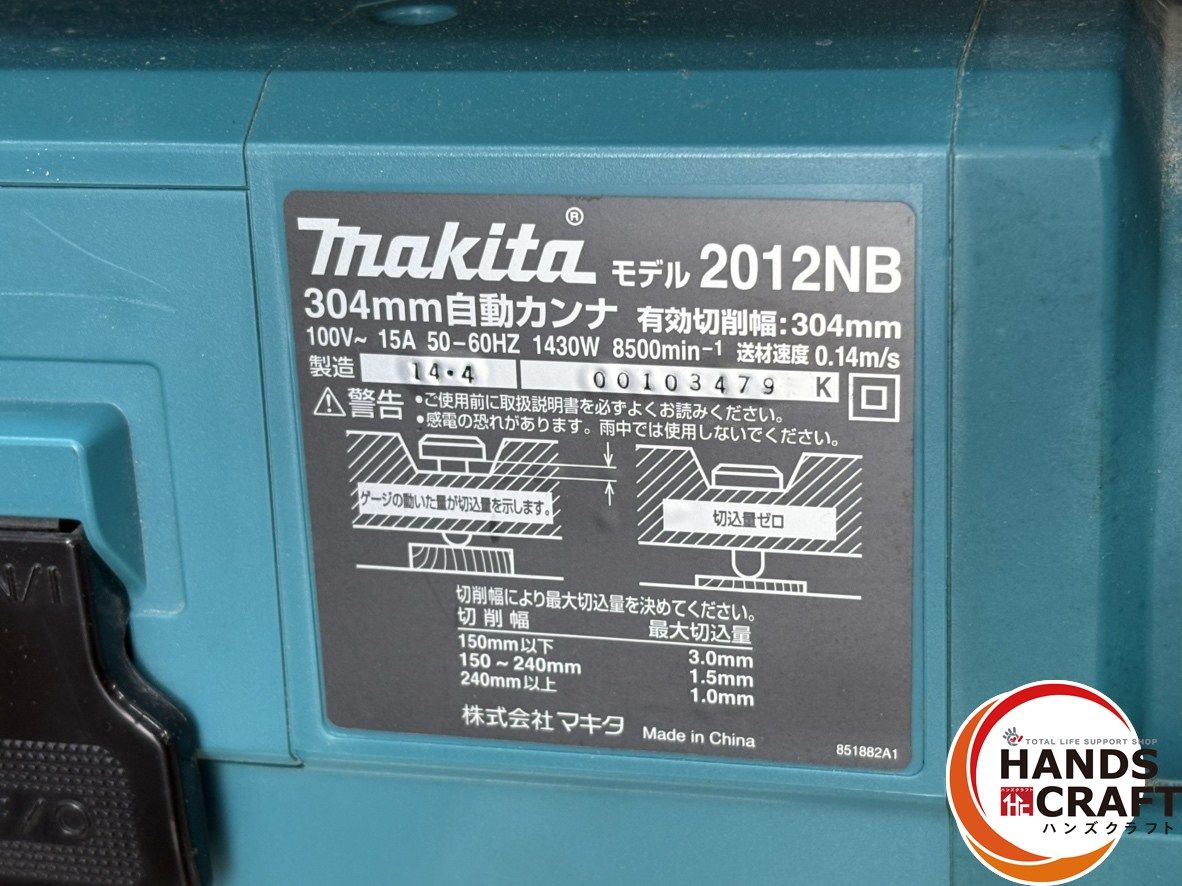 makita® モデル 2012NB
304mm自動カンナ 有効切削幅:304mm
100V~ 15A 50-60HZ 1430W 8500min-1 送材速度 0.14m/s
製造 14・4 00103479 K
警告 •ご使用前に取扱説明書を必ずよくお読みください。
•感電の恐れがあります。雨中では使用しないでください。
ゲージの動いた量が切込量を示します。
切込量ゼロ
切削幅により最大切込量を決めてください。
切削幅 最大切込量
150mm以下 3.0mm
150~240mm 1.5mm
240mm以上 1.0mm
株式会社マキタ Made in China 851882A1
TOTAL LIFE SUPPORT SHOP
HANDS
ハンズクラフト
CRAFT
ハンズクラフト